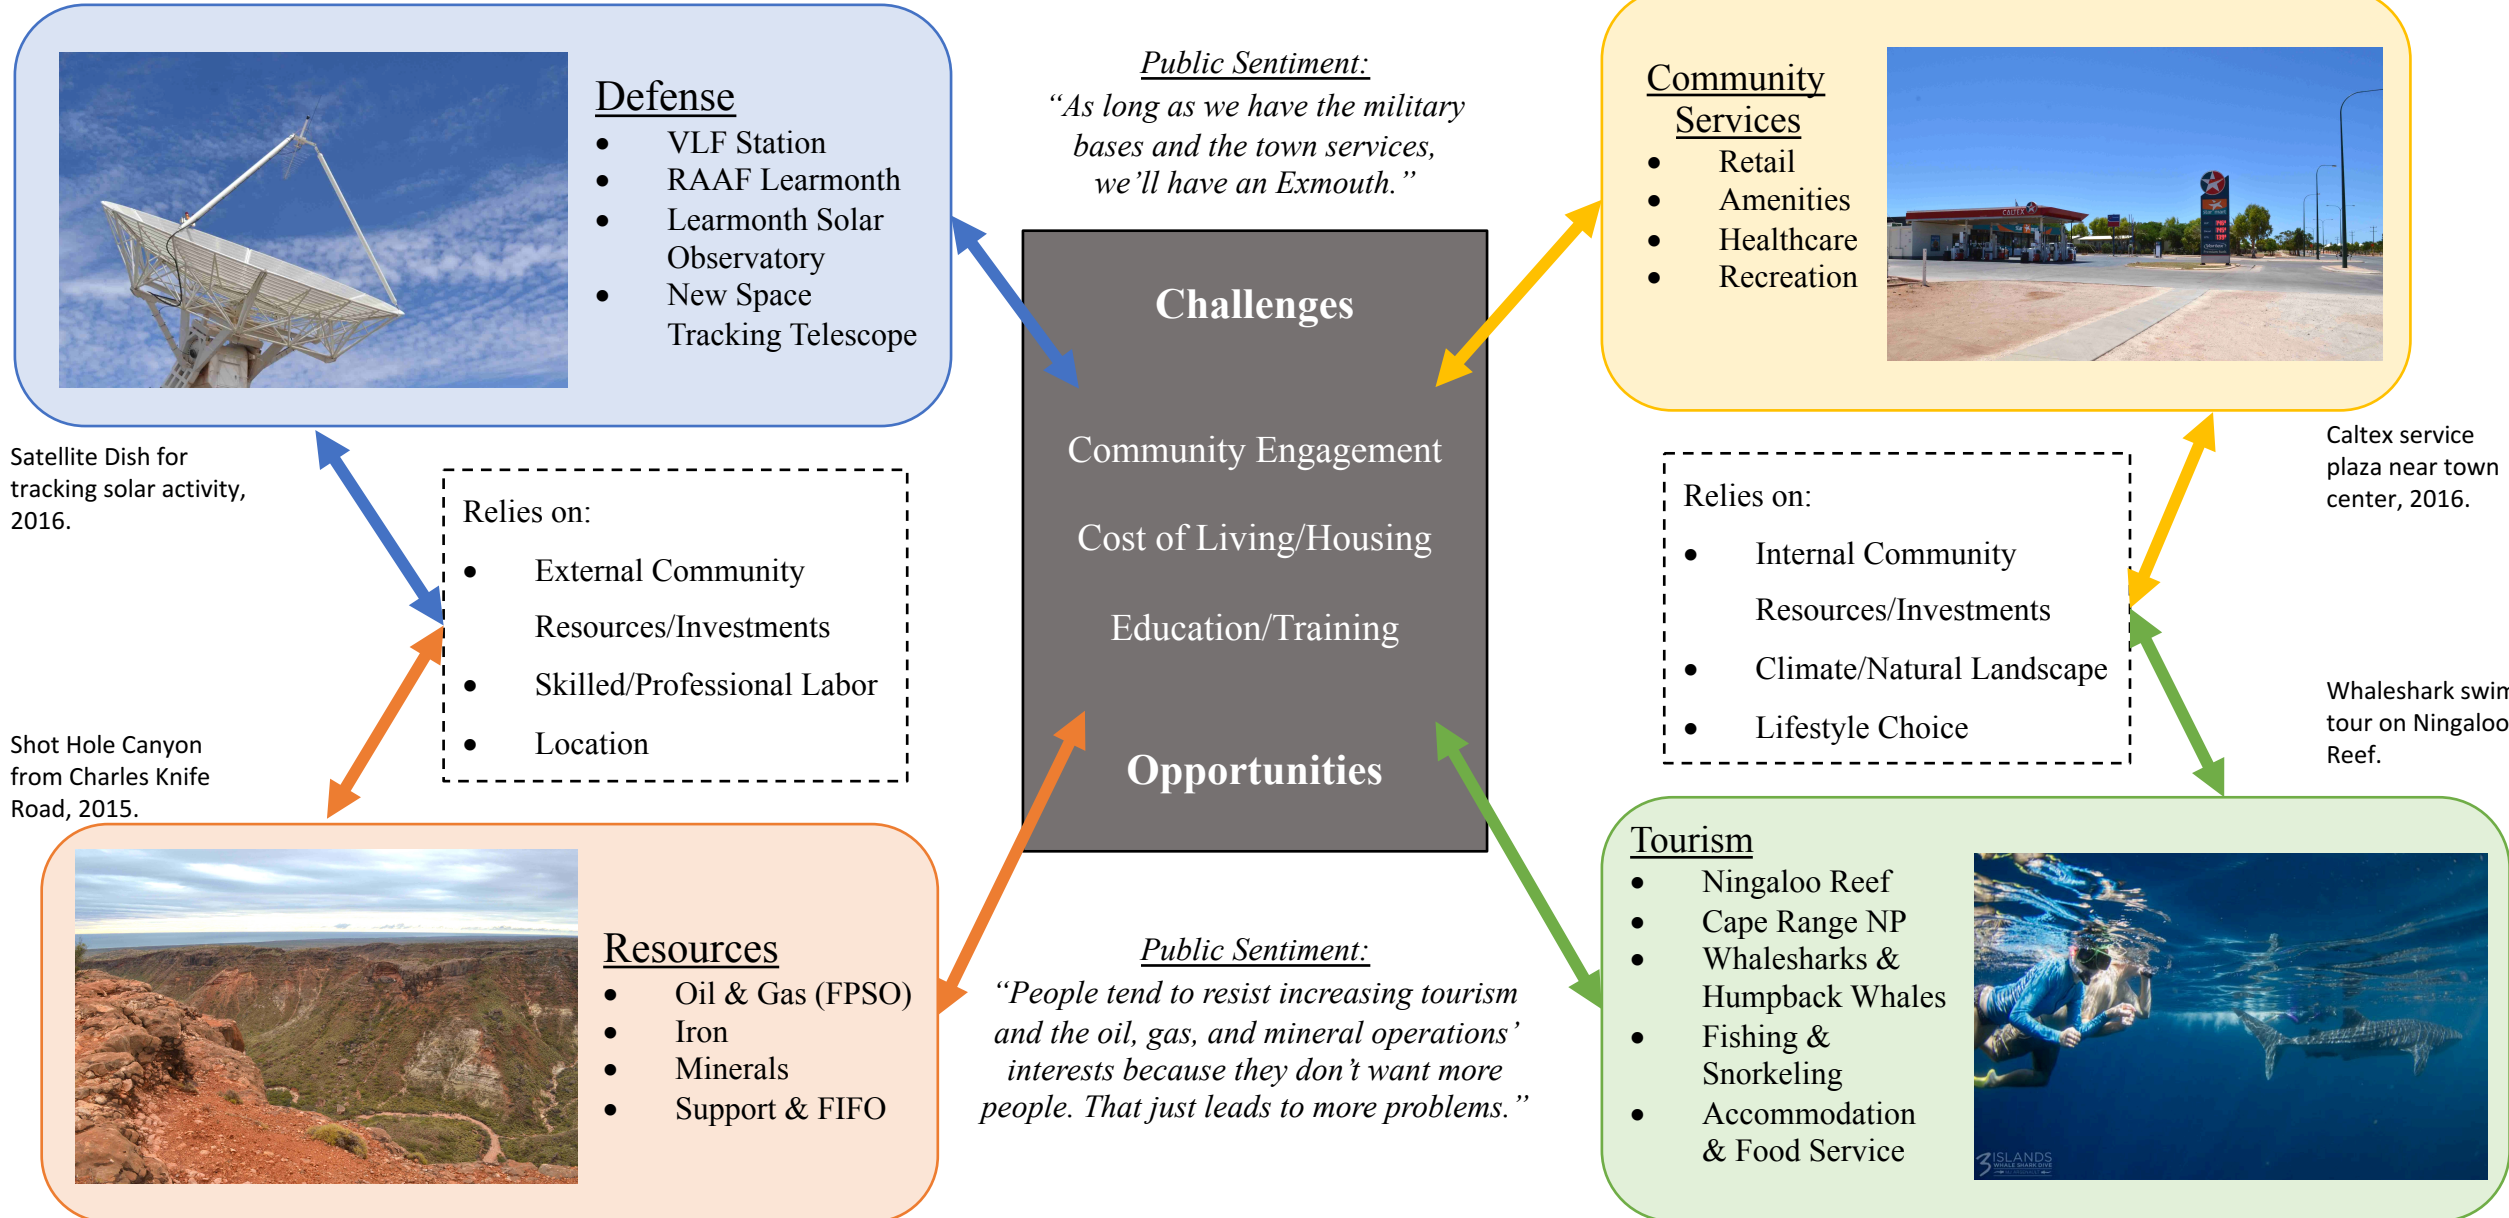 Defense
• VLF Station
• RAAF Learmonth
• Learmonth Solar
Observatory
• New Space
Tracking Telescope
Public Sentiment:
“As long as we have the military
bases and the town services,
we’ll have an Exmouth.”
Community
Services
• Retail
• Amenities
• Healthcare
• Recreation
CALTEX
Satellite Dish for
tracking solar activity,
2016.
Relies on:
• External Community
Resources/Investments
• Skilled/Professional Labor
• Location
Challenges
Community Engagement
Cost of Living/Housing
Education/Training
Opportunities
Relies on:
• Internal Community
Resources/Investments
• Climate/Natural Landscape
• Lifestyle Choice
Caltex service
plaza near town
center, 2016.
Whaleshark swim
tour on Ningaloo
Reef.
Shot Hole Canyon
from Charles Knife
Road, 2015.
Resources
• Oil & Gas (FPSO)
• Iron
• Minerals
• Support & FIFO
Public Sentiment:
“People tend to resist increasing tourism
and the oil, gas, and mineral operations’
interests because they don’t want more
people. That just leads to more problems.”
Tourism
• Ningaloo Reef
• Cape Range NP
• Whalesharks &
Humpback Whales
• Fishing &
Snorkeling
• Accommodation
& Food Service
3 ISLANDS
WHALE SHARK DIVE